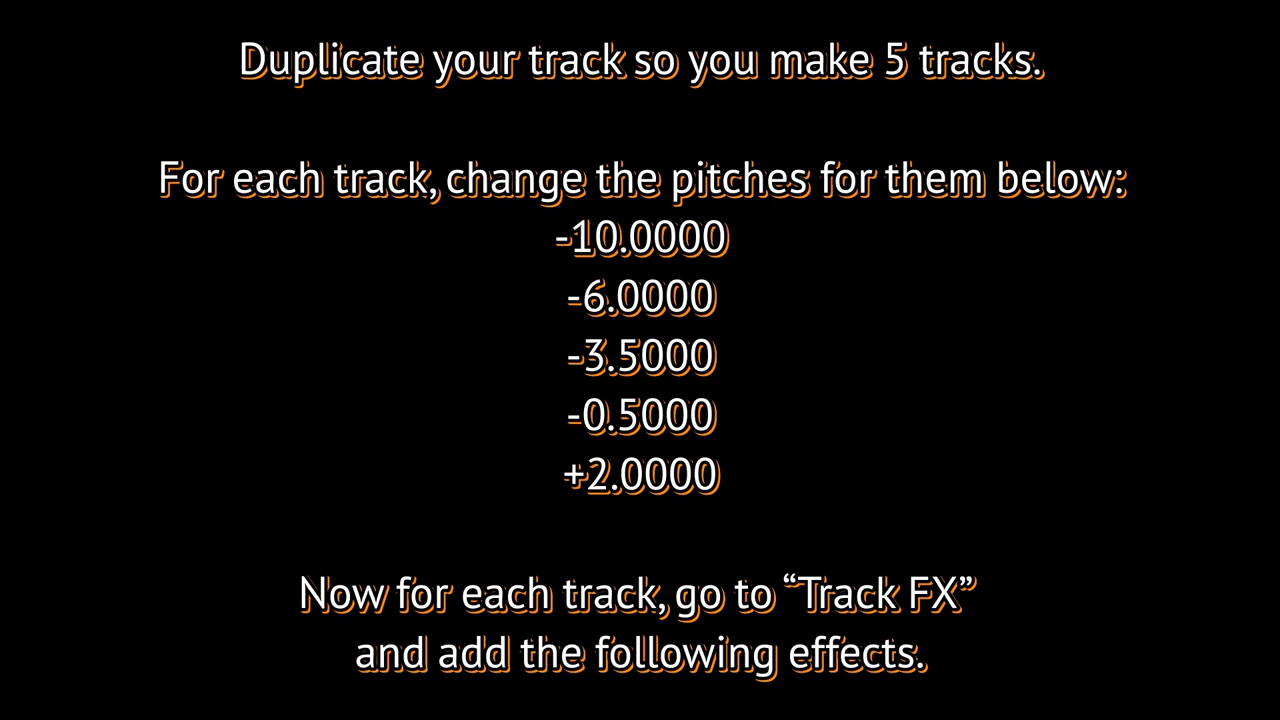 Duplicate your track so you make 5 tracks.
For each track, change the pitches for them below:
-10.0000
-6.0000
-3.5000
-0.5000
+2.0000
Now for each track, go to “Track FX”
and add the following effects.